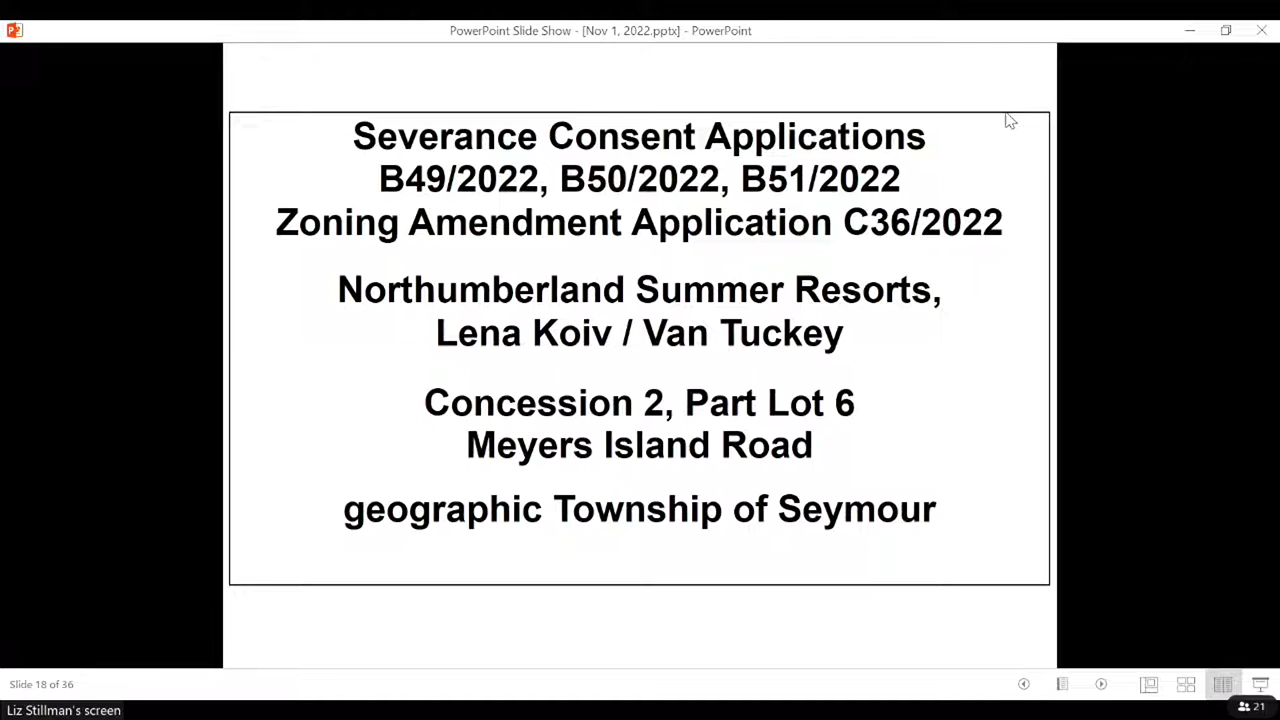 PowerPoint Slide Show - [Nov 1, 2022.pptx] - PowerPoint
Severance Consent Applications
B49/2022, B50/2022, B51/2022
Zoning Amendment Application C36/2022
Northumberland Summer Resorts,
Lena Koiv / Van Tuckey
Concession 2, Part Lot 6
Meyers Island Road
geographic Township of Seymour
Slide 18 of 36
Liz Stillman's screen
21